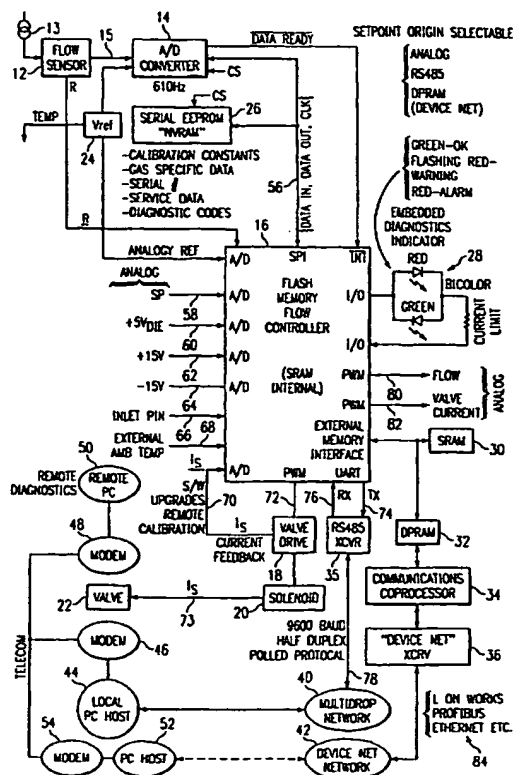 13
14
DATA READY
SETPOINT ORIGIN SELECTABLE
15
FLOW
SENSOR
12
A/D
CONVERTER
CS
610Hz
R
ANALOG
RS485
DPRAM
(DEVICE NET)
TEMP
Vref
24
CS
SERIAL EEPROM
"NVRAM"
26
-CALIBRATION CONSTANTS
-GAS SPECIFIC DATA
-SERIAL #
-SERVICE DATA
-DIAGNOSTIC CODES
56
(DATA IN, DATA OUT, CLK)
GREEN-OK
FLASHING RED-
WARNING
RED-ALARM
EMBEDDED
DIAGNOSTICS
INDICATOR
R
16
ANALOGY REF
A/D
SPI
INT
RED
28
BICOLOR
GREEN
CURRENT
LIMIT
I/O
I/O
FLASH
MEMORY
FLOW
CONTROLLER
(SRAM
INTERNAL)
ANALOG
SP
58
A/D
+5VDIE
60
A/D
+15V
62
A/D
-15V
64
A/D
INLET PIN
66
EXTERNAL
AMB TEMP
68
IS
A/D
PWM
80
FLOW
PWM
82
VALVE
CURRENT
ANALOG
EXTERNAL
MEMORY
INTERFACE
PWM
UART
SRAM
30
50
REMOTE
DIAGNOSTICS
REMOTE
PC
S/W
UPGRADES
REMOTE
CALIBRATION
70
72
76
RX
TX
74
DPRAM
32
48
MODEM
IS
CURRENT
FEEDBACK
VALVE
DRIVE
18
RS485
XCVR
35
COMMUNICATIONS
COPROCESSOR
34
VALVE
22
IS
73
SOLENOID
20
"DEVICE NET"
XCRV
36
TELECOM
MODEM
46
9600 BAUD
HALF DUPLEX
POLLED PROTOCAL
78
44
LOCAL
PC HOST
40
MULTIDROP
NETWORK
L ON WORKS
PROFIBUS
ETHERNET ETC.
84
54
MODEM
52
PC HOST
42
DEVICE NET
NETWORK